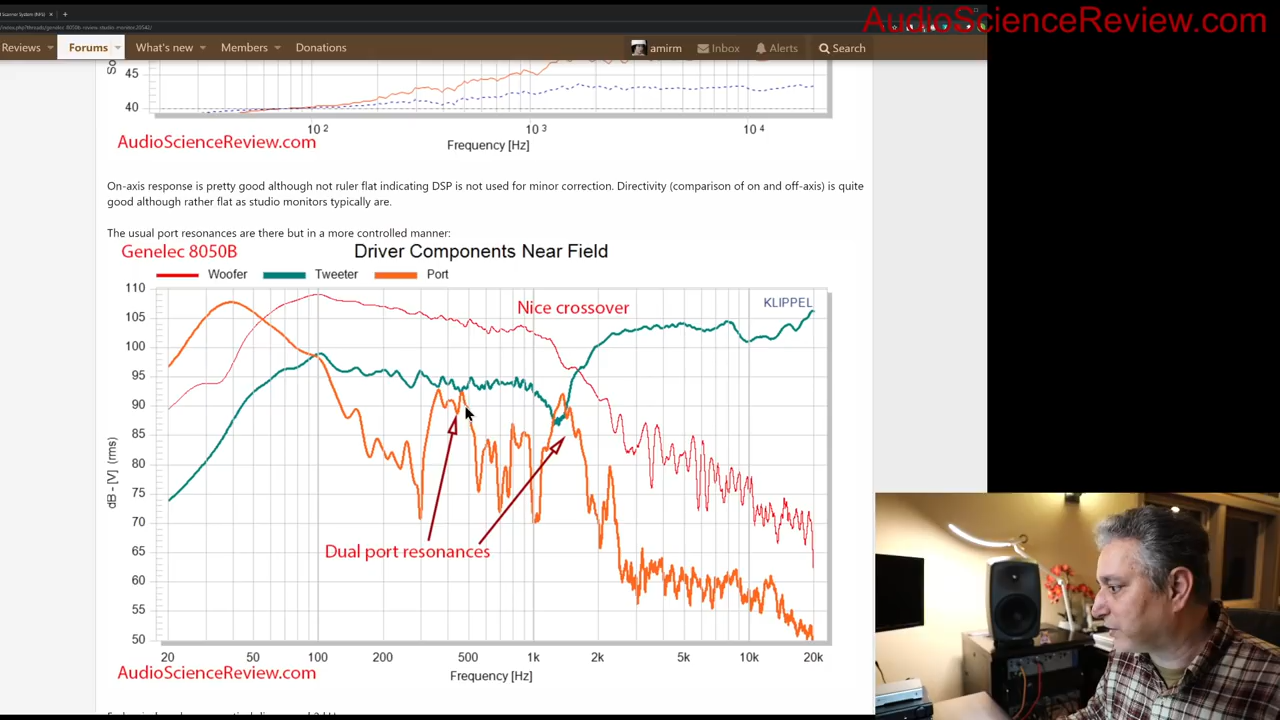 AudioScienceReview.com
Reviews Forums What's new Members Donations amirm Inbox Alerts Search
45
40
10 2 10 3 10 4
AudioScienceReview.com
Frequency [Hz]
On-axis response is pretty good although not ruler flat indicating DSP is not used for minor correction. Directivity (comparison of on and off-axis) is quite
good although rather flat as studio monitors typically are.
The usual port resonances are there but in a more controlled manner:
Genelec 8050B Driver Components Near Field
Woofer Tweeter Port
110
KLIPPEL
Nice crossover
105
100
95
90
85
80
75
70
65
60
55
50
dB - [V] (rms)
Dual port resonances
20 50 100 200 500 1k 2k 5k 10k 20k
AudioScienceReview.com
Frequency [Hz]